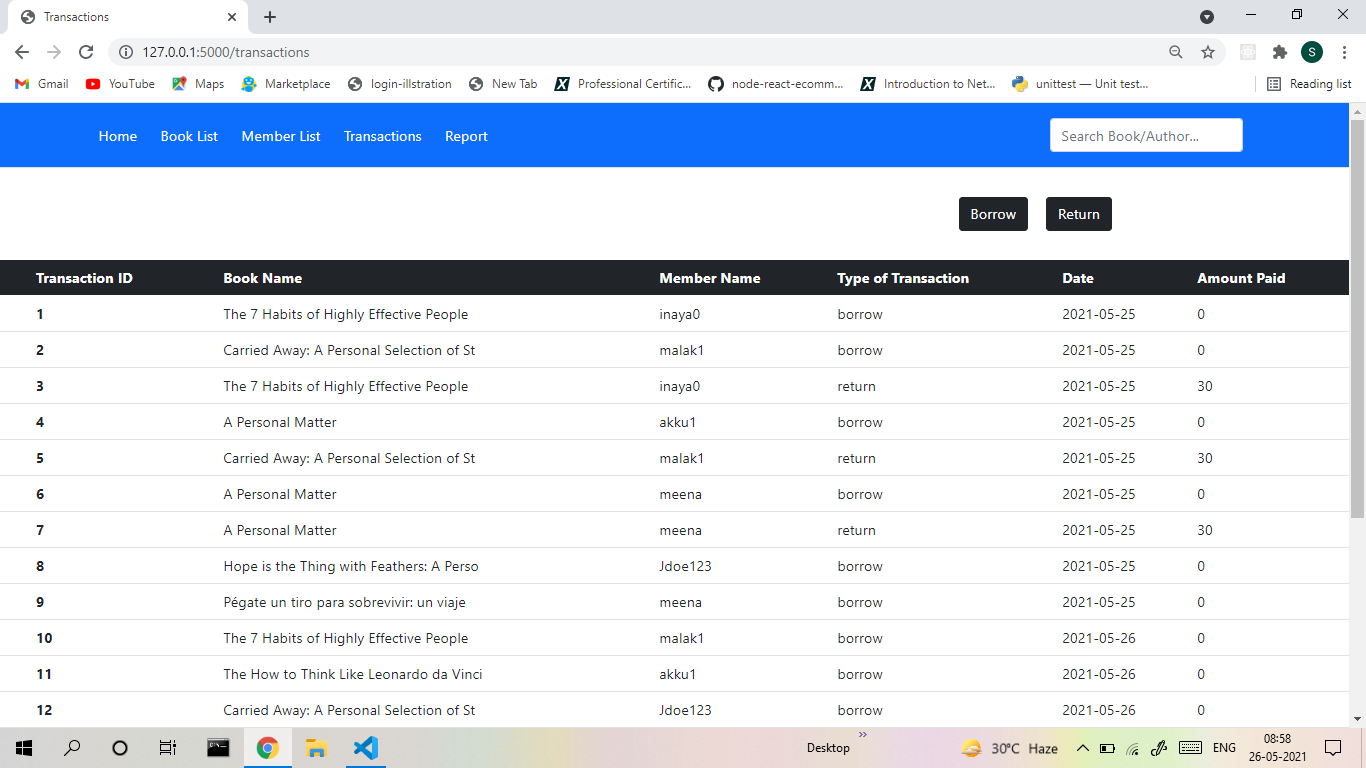 Transactions
127.0.0.1:5000/transactions
Gmail YouTube Maps Marketplace login-illstration New Tab Professional Certific... node-react-ecomm... Introduction to Net... unittest — Unit test... Reading list
Home Book List Member List Transactions Report Search Book/Author...
Borrow Return
Transaction ID Book Name Member Name Type of Transaction Date Amount Paid
1 The 7 Habits of Highly Effective People inaya0 borrow 2021-05-25 0
2 Carried Away: A Personal Selection of St malak1 borrow 2021-05-25 0
3 The 7 Habits of Highly Effective People inaya0 return 2021-05-25 30
4 A Personal Matter akku1 borrow 2021-05-25 0
5 Carried Away: A Personal Selection of St malak1 return 2021-05-25 30
6 A Personal Matter meena borrow 2021-05-25 0
7 A Personal Matter meena return 2021-05-25 30
8 Hope is the Thing with Feathers: A Perso Jdoe123 borrow 2021-05-25 0
9 Pégate un tiro para sobrevivir: un viaje meena borrow 2021-05-25 0
10 The 7 Habits of Highly Effective People malak1 borrow 2021-05-26 0
11 The How to Think Like Leonardo da Vinci akku1 borrow 2021-05-26 0
12 Carried Away: A Personal Selection of St Jdoe123 borrow 2021-05-26 0
Desktop 30°C Haze ENG 08:58
26-05-2021